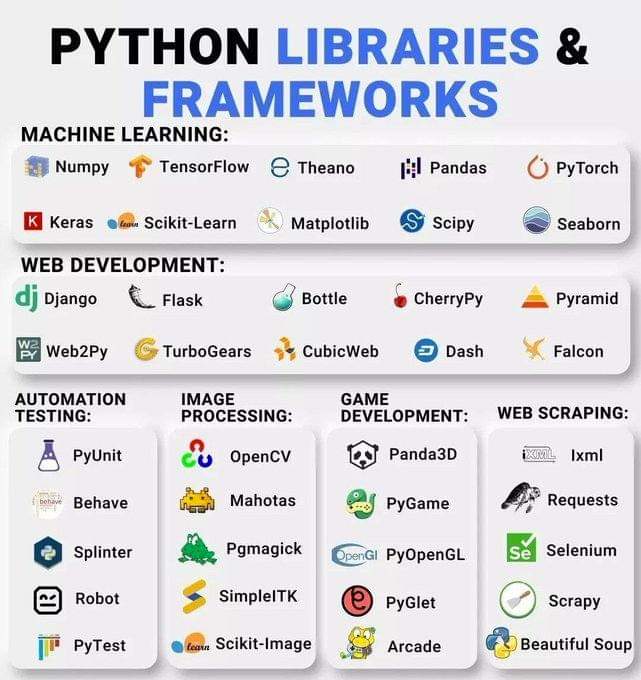 PYTHON LIBRARIES &
FRAMEWORKS
MACHINE LEARNING:
Numpy TensorFlow Theano Pandas PyTorch
K Keras learn Scikit-Learn Matplotlib Scipy Seaborn
WEB DEVELOPMENT:
dj Django Flask Bottle CherryPy Pyramid
W2PY Web2Py TurboGears CubicWeb Dash Falcon
AUTOMATION
TESTING:
PyUnit
behave Behave
Splinter
Robot
PyTest
IMAGE
PROCESSING:
OpenCV
Mahotas
Pgmagick
SimpleITK
learn Scikit-Image
GAME
DEVELOPMENT:
Panda3D
PyGame
OpenGl PyOpenGL
PyGlet
Arcade
WEB SCRAPING:
iXML lxml
Requests
Se Selenium
Scrapy
Beautiful Soup